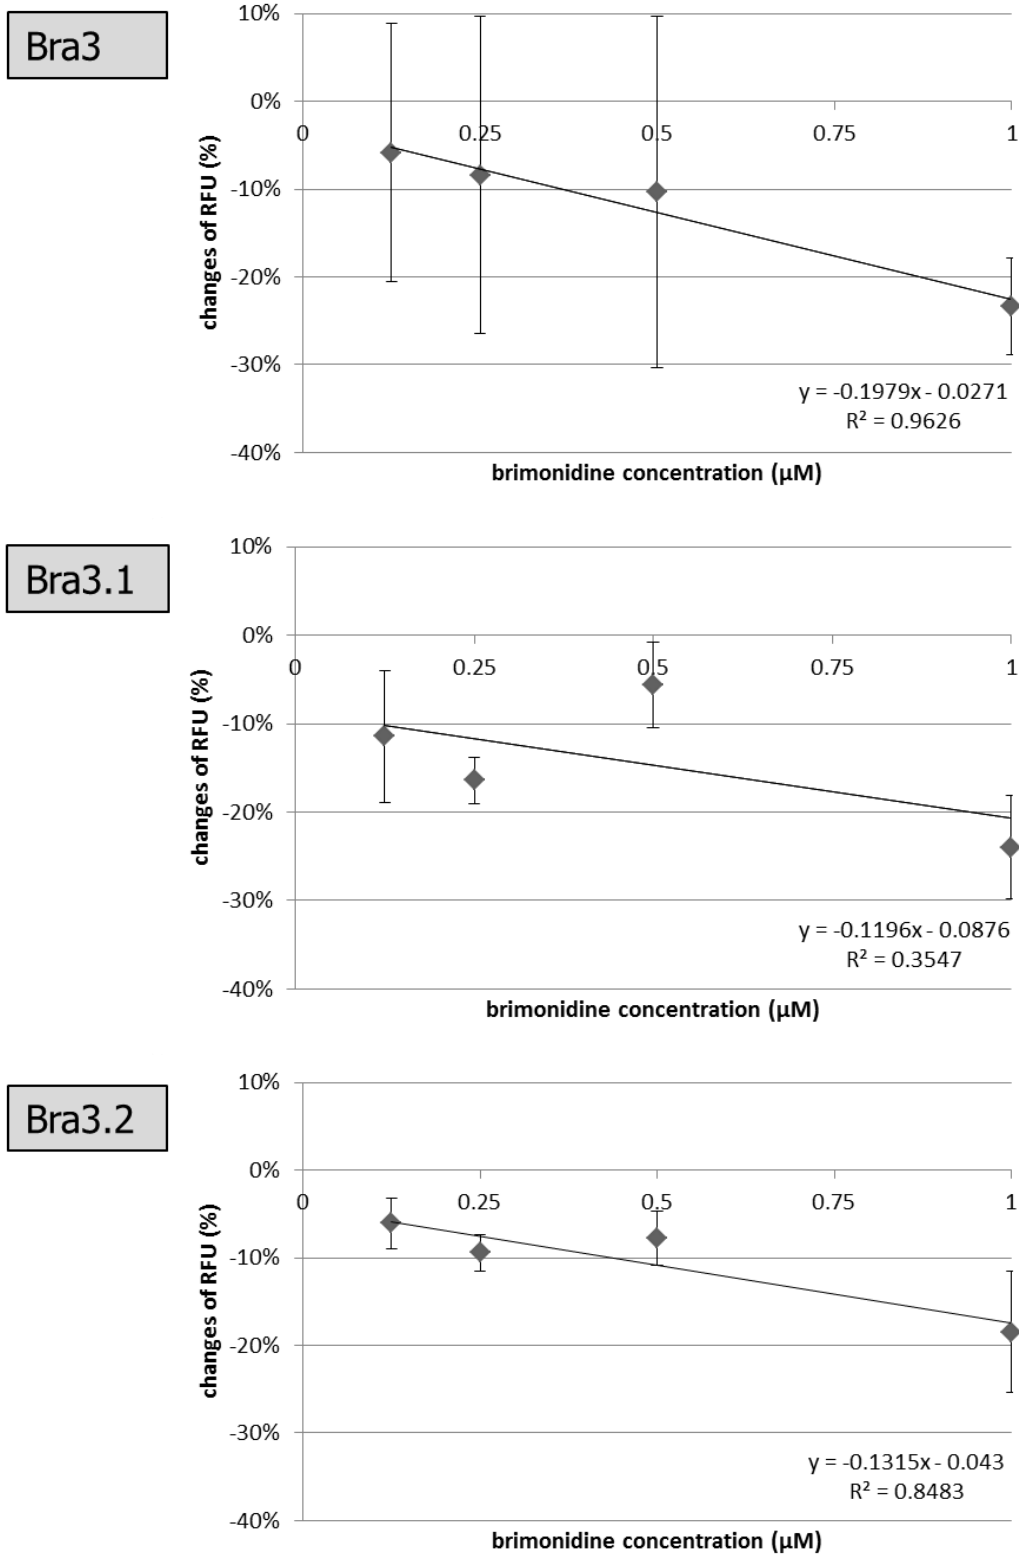 Bra3
10%
0%
-10%
-20%
-30%
-40%
0 0.25 0.5 0.75 1
changes of RFU (%)
y = -0.1979x - 0.0271
R² = 0.9626
brimonidine concentration (µM)
Bra3.1
10%
0%
-10%
-20%
-30%
-40%
0 0.25 0.5 0.75 1
changes of RFU (%)
y = -0.1196x - 0.0876
R² = 0.3547
brimonidine concentration (µM)
Bra3.2
10%
0%
-10%
-20%
-30%
-40%
0 0.25 0.5 0.75 1
changes of RFU (%)
y = -0.1315x - 0.043
R² = 0.8483
brimonidine concentration (µM)